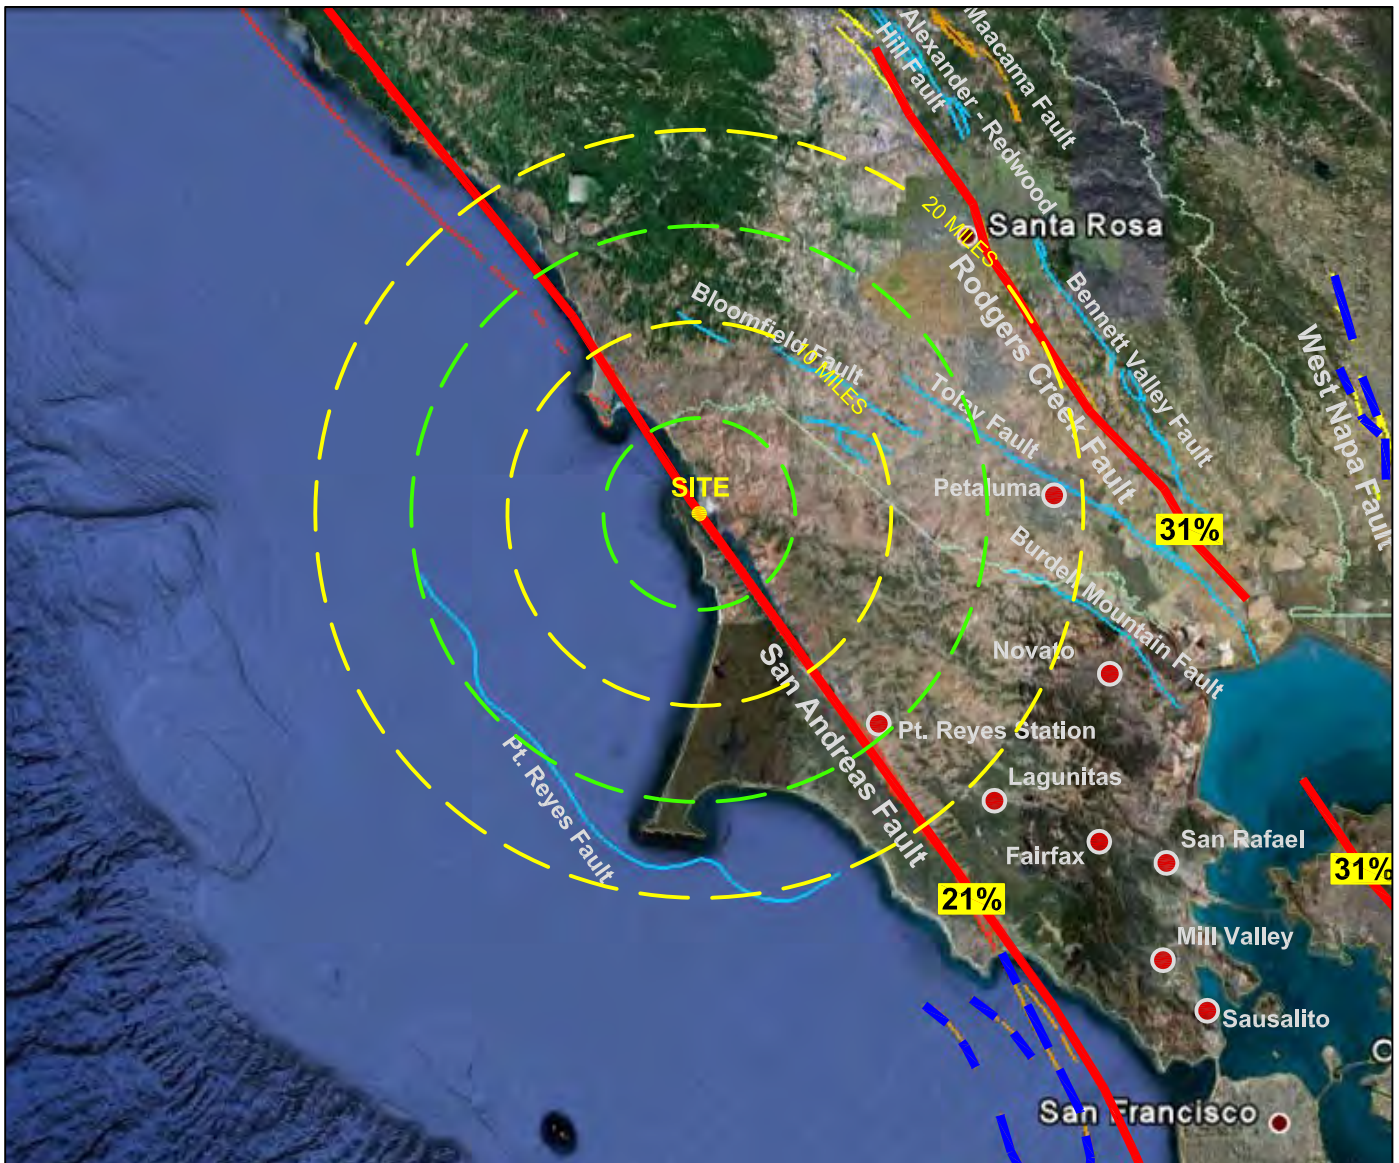 Maacama Fault
Alexander - Redwood
Hill Fault
20 MILES
Santa Rosa
Rodgers Creek Fault
Bennett Valley Fault
West Napa Fault
Bloomfield Fault
10 MILES
Tolay Fault
SITE
Petaluma
31%
Burdell Mountain Fault
Novato
San Andreas Fault
Pt. Reyes Station
Pt. Reyes Fault
Lagunitas
Fairfax
San Rafael
31%
21%
Mill Valley
Sausalito
San Francisco